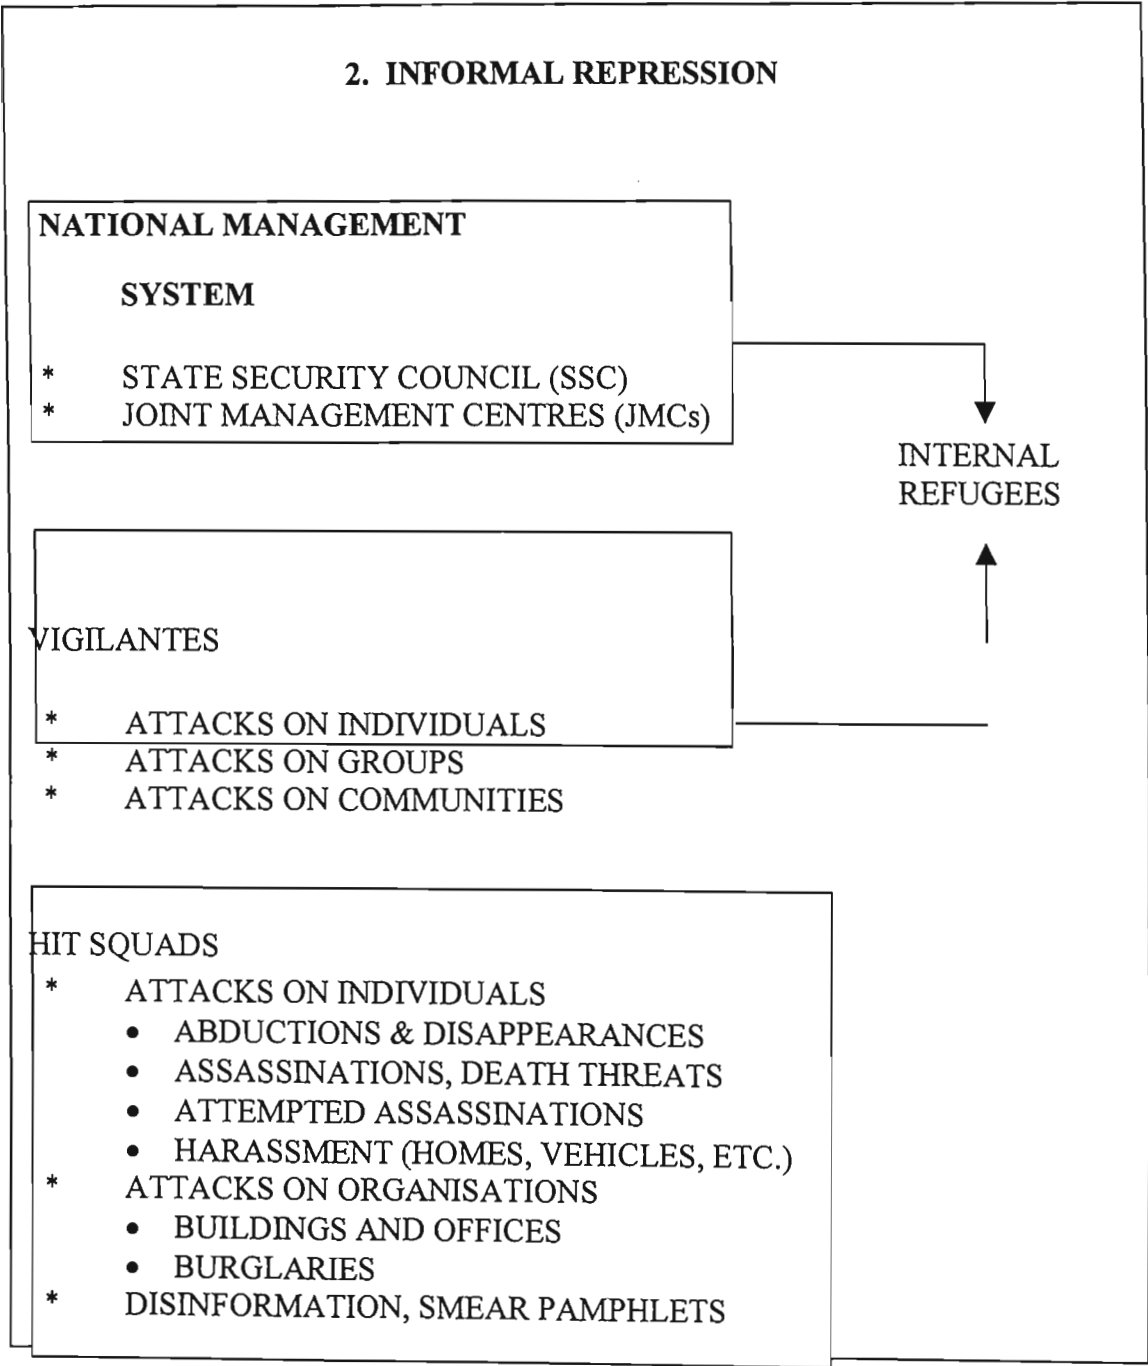 2. INFORMAL REPRESSION
NATIONAL MANAGEMENT
SYSTEM
* STATE SECURITY COUNCIL (SSC)
* JOINT MANAGEMENT CENTRES (JMCs)
INTERNAL
REFUGEES
VIGILANTES
* ATTACKS ON INDIVIDUALS
* ATTACKS ON GROUPS
* ATTACKS ON COMMUNITIES
HIT SQUADS
* ATTACKS ON INDIVIDUALS
• ABDUCTIONS & DISAPPEARANCES
• ASSASSINATIONS, DEATH THREATS
• ATTEMPTED ASSASSINATIONS
• HARASSMENT (HOMES, VEHICLES, ETC.)
* ATTACKS ON ORGANISATIONS
• BUILDINGS AND OFFICES
• BURGLARIES
* DISINFORMATION, SMEAR PAMPHLETS